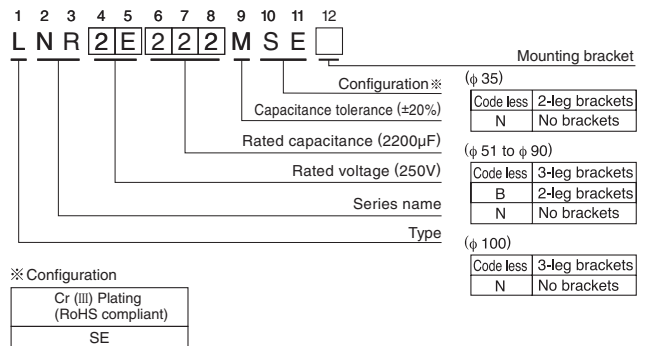 1 2 3 4 5 6 7 8 9 10 11 12
L N R 2 E 2 2 2 M S E
Mounting bracket
Configuration※
Capacitance tolerance (±20%)
Rated capacitance (2200μF)
Rated voltage (250V)
Series name
Type
(φ 35)
Code less 2-leg brackets
N No brackets
(φ 51 to φ 90)
Code less 3-leg brackets
B 2-leg brackets
N No brackets
(φ 100)
Code less 3-leg brackets
N No brackets
※Configuration
Cr (Ⅲ) Plating
(RoHS compliant)
SE